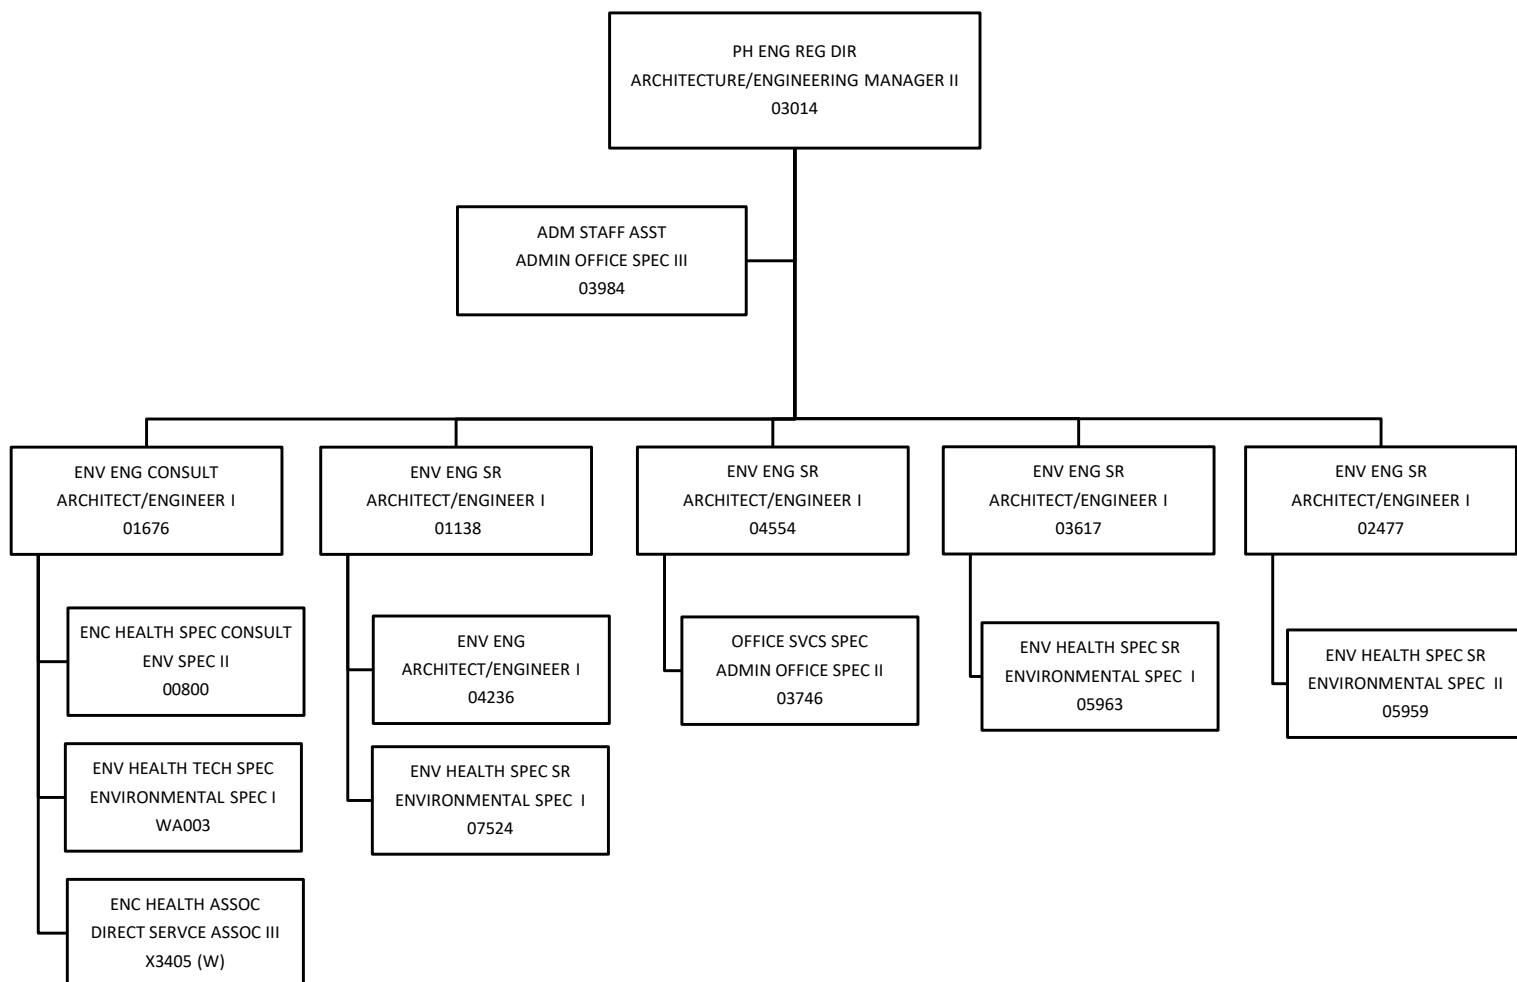 PH ENG REG DIR
ARCHITECTURE/ENGINEERING MANAGER II
03014
ADM STAFF ASST
ADMIN OFFICE SPEC III
03984
ENV ENG CONSULT
ARCHITECT/ENGINEER I
01676
ENV ENG SR
ARCHITECT/ENGINEER I
01138
ENV ENG SR
ARCHITECT/ENGINEER I
04554
ENV ENG SR
ARCHITECT/ENGINEER I
03617
ENV ENG SR
ARCHITECT/ENGINEER I
02477
ENC HEALTH SPEC CONSULT
ENV SPEC II
00800
ENV HEALTH TECH SPEC
ENVIRONMENTAL SPEC I
WA003
ENC HEALTH ASSOC
DIRECT SERVCE ASSOC III
X3405 (W)
ENV ENG
ARCHITECT/ENGINEER I
04236
ENV HEALTH SPEC SR
ENVIRONMENTAL SPEC I
07524
OFFICE SVCS SPEC
ADMIN OFFICE SPEC II
03746
ENV HEALTH SPEC SR
ENVIRONMENTAL SPEC I
05963
ENV HEALTH SPEC SR
ENVIRONMENTAL SPEC II
05959